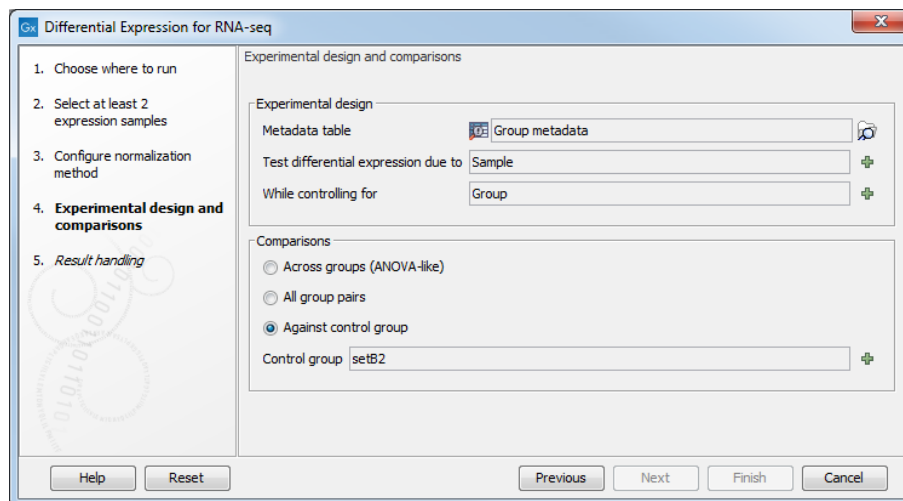 Gx Differential Expression for RNA-seq
1. Choose where to run
2. Select at least 2
expression samples
3. Configure normalization
method
4. Experimental design and
comparisons
5. Result handling
Experimental design and comparisons
Experimental design
Metadata table Group metadata
Test differential expression due to Sample
While controlling for Group
Comparisons
Across groups (ANOVA-like)
All group pairs
Against control group
Control group setB2
Help Reset Previous Next Finish Cancel